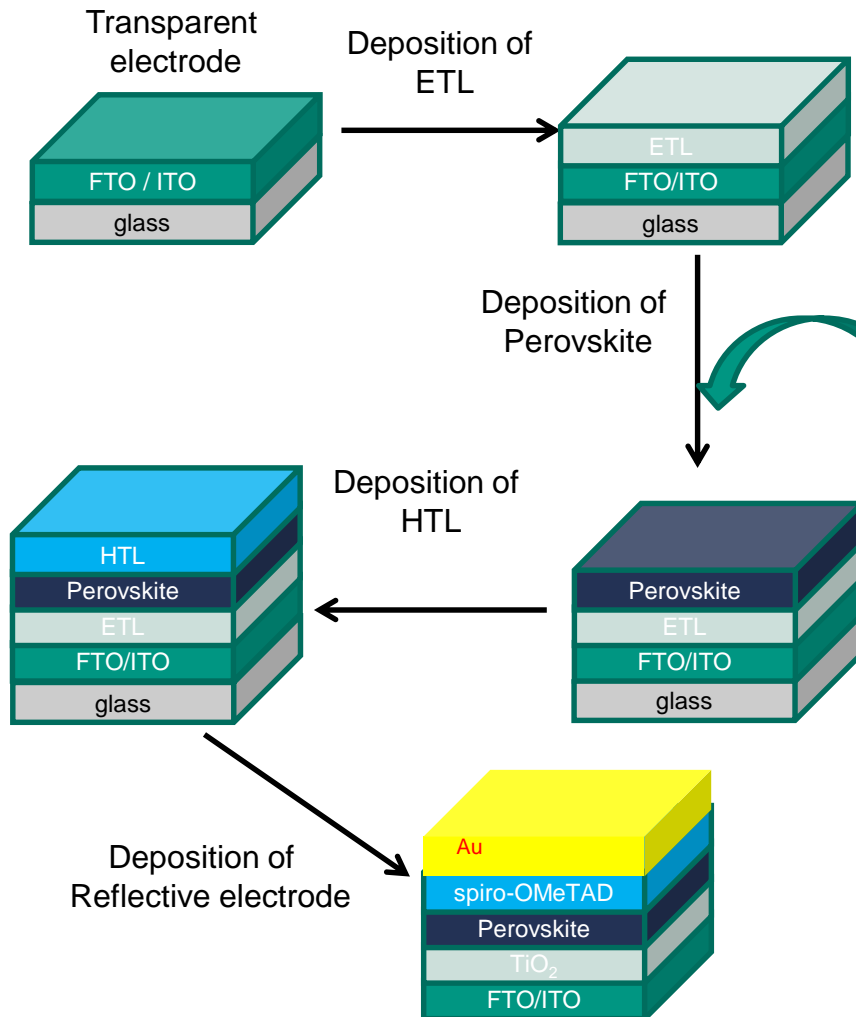 Transparent
electrode
Deposition of
ETL
FTO / ITO
glass
ETL
FTO/ITO
glass
Deposition of
Perovskite
Deposition of
HTL
HTL
Perovskite
ETL
FTO/ITO
glass
Perovskite
ETL
FTO/ITO
glass
Deposition of
Reflective electrode
Au
spiro-OMeTAD
Perovskite
TiO₂
FTO/ITO